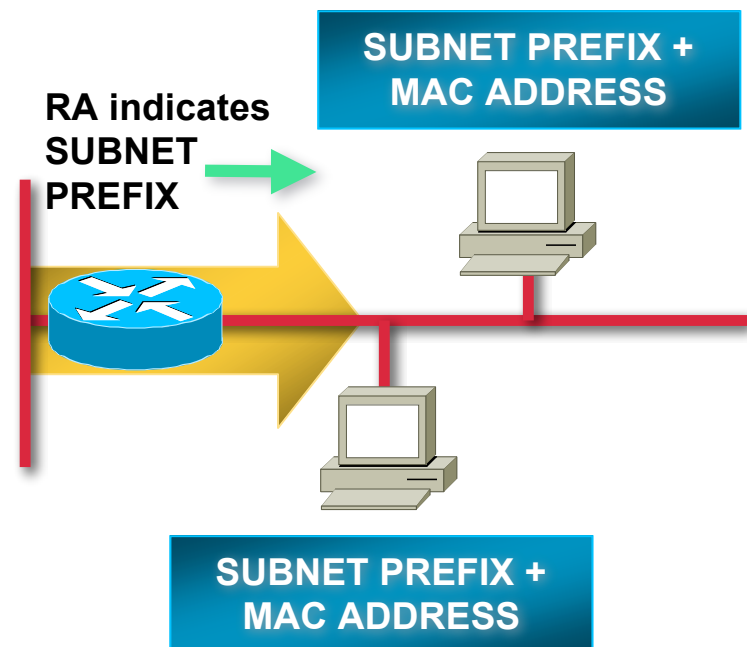 SUBNET PREFIX +
MAC ADDRESS
RA indicates
SUBNET
PREFIX
SUBNET PREFIX +
MAC ADDRESS